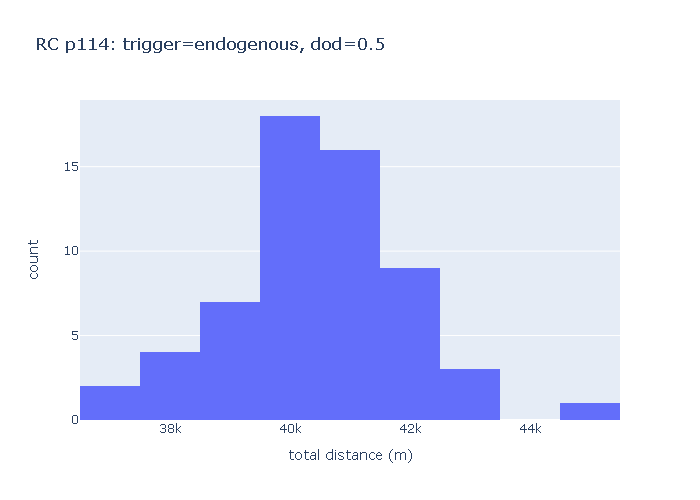 RC p114: trigger=endogenous, dod=0.5
15
10
5
0
count
38k
40k
42k
44k
total distance (m)